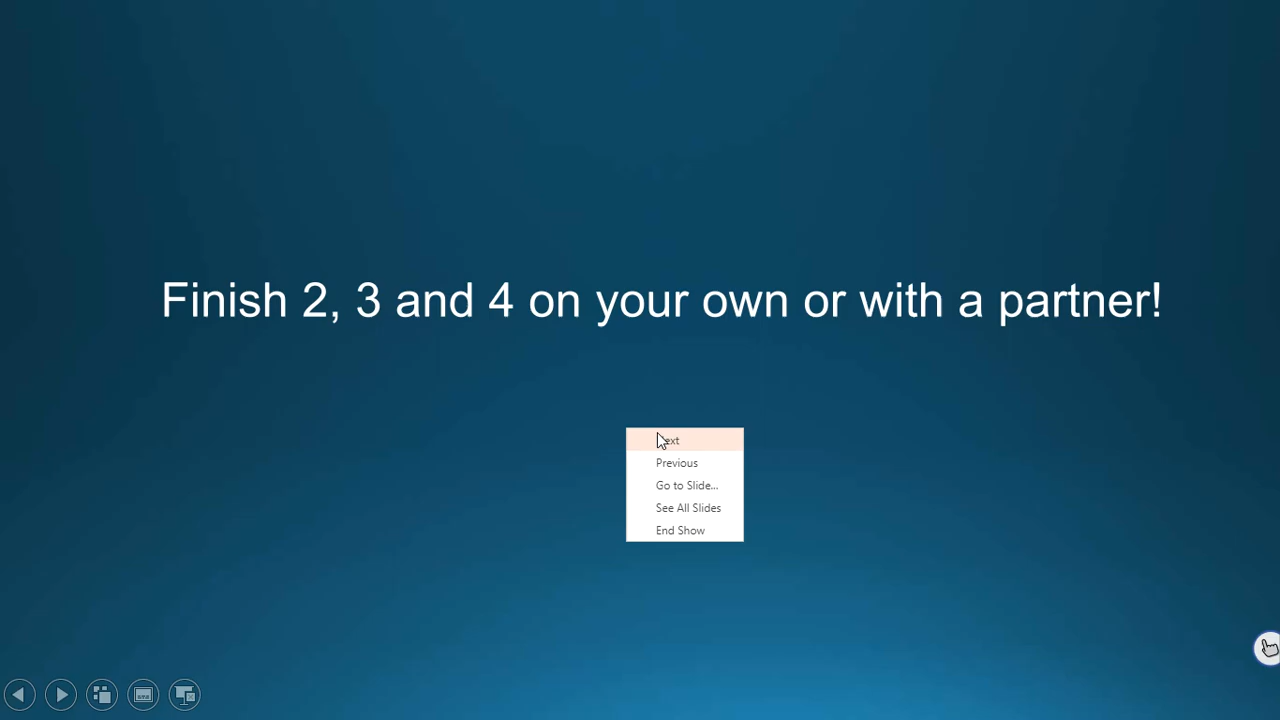 Finish 2, 3 and 4 on your own or with a partner!
Next
Previous
Go to Slide...
See All Slides
End Show